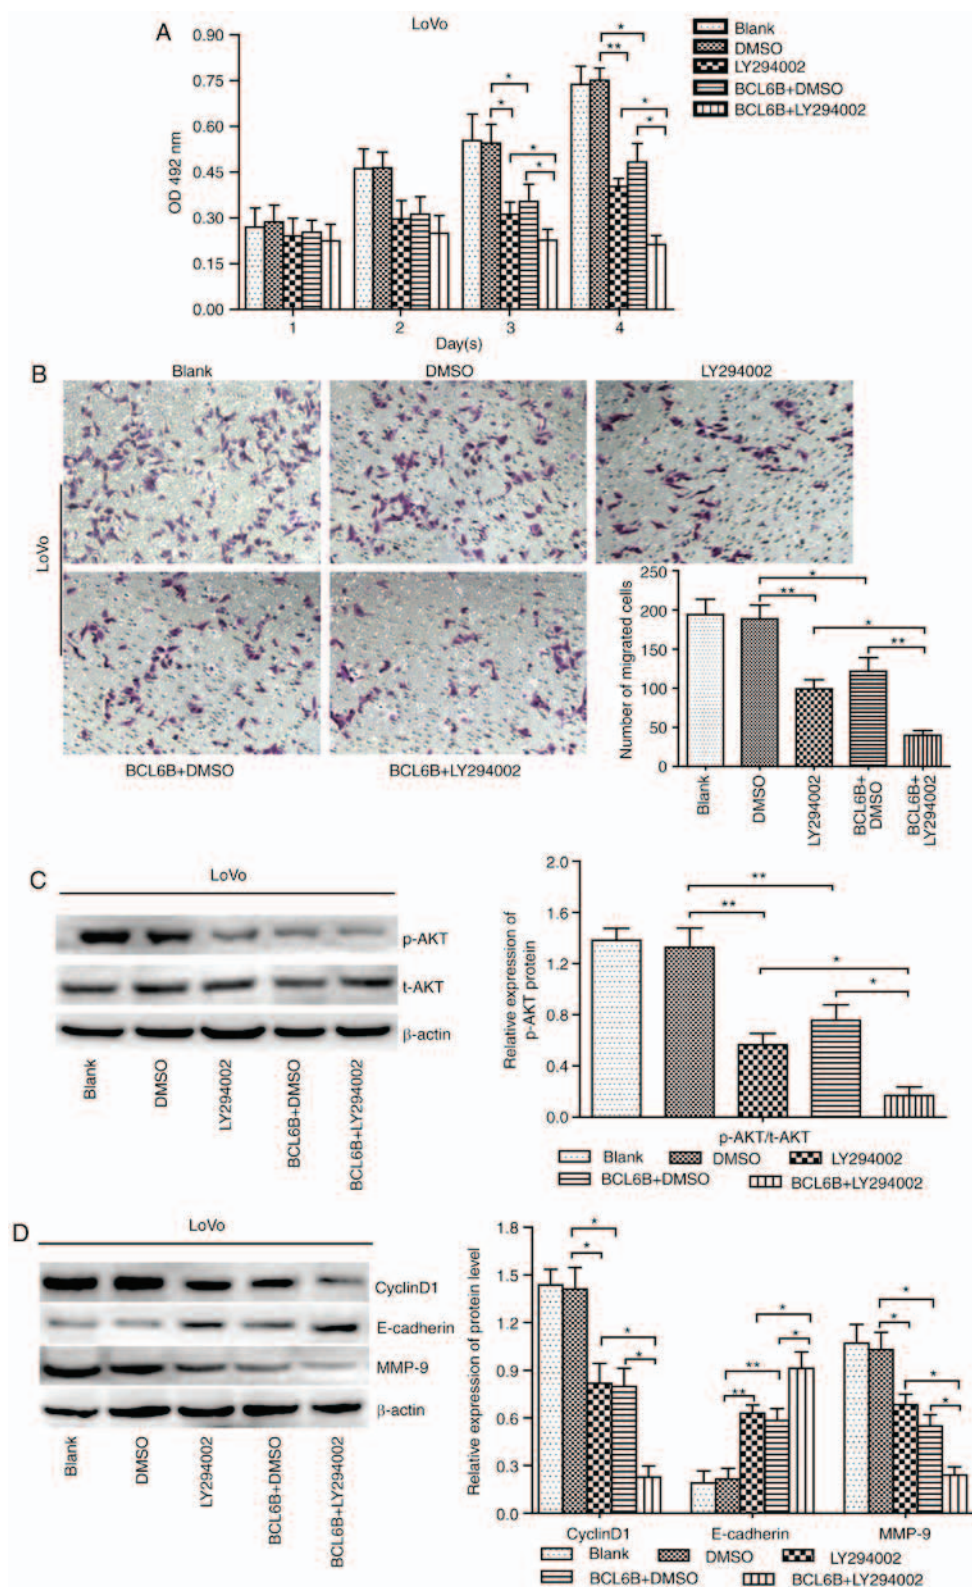 A
LoVo
Blank
DMSO
LY294002
BCL6B+DMSO
BCL6B+LY294002
OD 492 nm
0.90
0.75
0.60
0.45
0.30
0.15
0.00
* ** * *
* * * *
1 2 3 4
Day(s)
B
Blank DMSO LY294002
LoVo
BCL6B+DMSO BCL6B+LY294002
Number of migrated cells
250
200
150
100
50
0
*
**
*
**
Blank
DMSO
LY294002
BCL6B+
DMSO
BCL6B+
LY294002
C
LoVo
p-AKT
t-AKT
β-actin
Blank
DMSO
LY294002
BCL6B+DMSO
BCL6B+LY294002
Relative expression of
p-AKT protein
2.0
1.6
1.2
0.8
0.4
0.0
**
**
*
*
p-AKT/t-AKT
Blank DMSO LY294002
BCL6B+DMSO BCL6B+LY294002
D
LoVo
CyclinD1
E-cadherin
MMP-9
β-actin
Blank
DMSO
LY294002
BCL6B+DMSO
BCL6B+LY294002
Relative expression of protein level
1.8
1.5
1.2
0.9
0.6
0.3
0.0
* * * *
** ** * *
* * * *
CyclinD1 E-cadherin MMP-9
Blank DMSO LY294002
BCL6B+DMSO BCL6B+LY294002